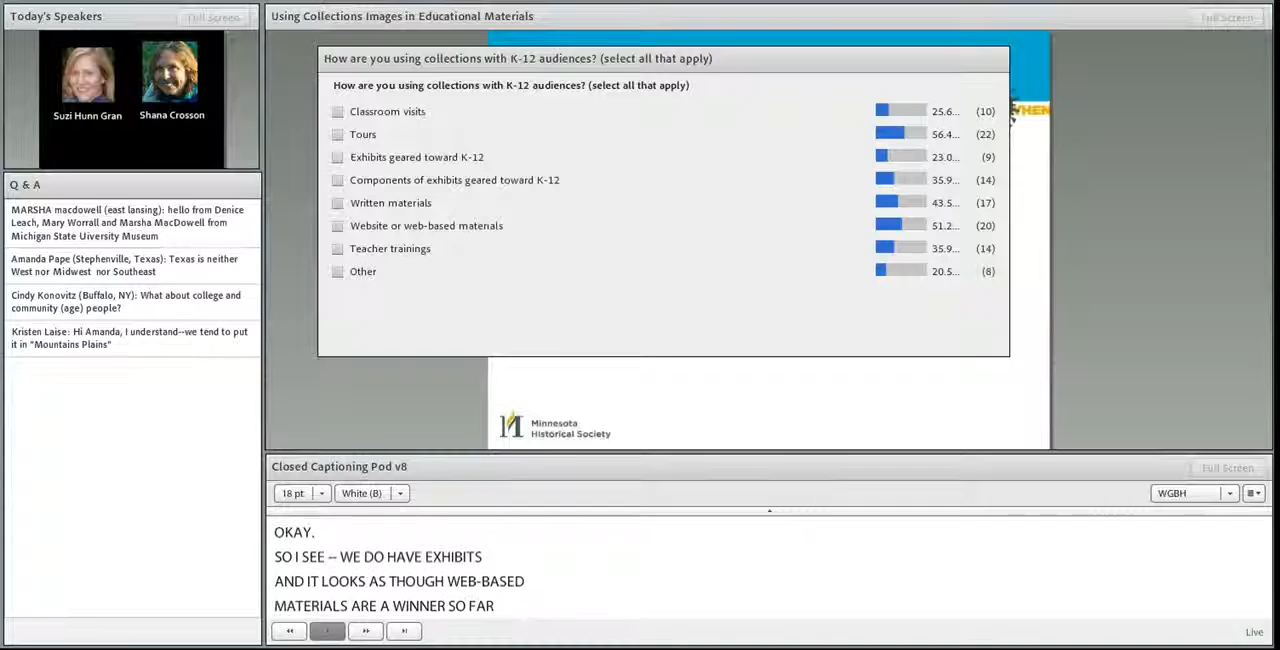 Today's Speakers
Full Screen
Suzi Hunn Gran
Shana Crosson
Q & A
MARSHA macdowell (east lansing): hello from Denice
Leach, Mary Worrall and Marsha MacDowell from
Michigan State Uiversity Museum
Amanda Pape (Stephenville, Texas): Texas is neither
West nor Midwest nor Southeast
Cindy Konovitz (Buffalo, NY): What about college and
community (age) people?
Kristen Laise: Hi Amanda, I understand--we tend to put
it in "Mountains Plains"
Using Collections Images in Educational Materials
Full Screen
How are you using collections with K-12 audiences? (select all that apply)
How are you using collections with K-12 audiences? (select all that apply)
Classroom visits 25.6... (10)
Tours 56.4... (22)
Exhibits geared toward K-12 23.0... (9)
Components of exhibits geared toward K-12 35.9... (14)
Written materials 43.5... (17)
Website or web-based materials 51.2... (20)
Teacher trainings 35.9... (14)
Other 20.5... (8)
WHEN
Minnesota
Historical Society
Closed Captioning Pod v8
Full Screen
18 pt White (B) WGBH
OKAY.
SO I SEE -- WE DO HAVE EXHIBITS
AND IT LOOKS AS THOUGH WEB-BASED
MATERIALS ARE A WINNER SO FAR
Live